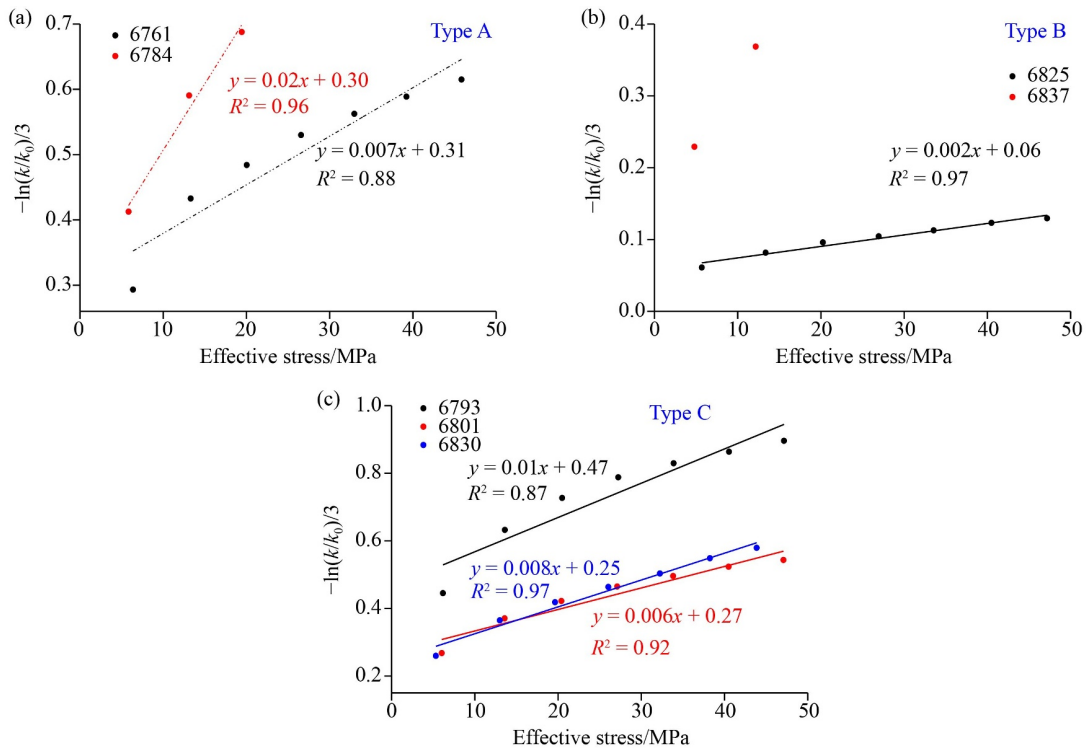 (a)
0.7
0.6
0.5
0.4
0.3
−ln(k/k₀)/3
6761
6784
Type A
y = 0.02x + 0.30
R² = 0.96
y = 0.007x + 0.31
R² = 0.88
0 10 20 30 40 50
Effective stress/MPa
(b)
0.4
0.3
0.2
0.1
0.0
−ln(k/k₀)/3
Type B
6825
6837
y = 0.002x + 0.06
R² = 0.97
0 10 20 30 40 50
Effective stress/MPa
(c)
1.0
0.8
0.6
0.4
0.2
−ln(k/k₀)/3
6793
6801
6830
Type C
y = 0.01x + 0.47
R² = 0.87
y = 0.008x + 0.25
R² = 0.97
y = 0.006x + 0.27
R² = 0.92
0 10 20 30 40 50
Effective stress/MPa